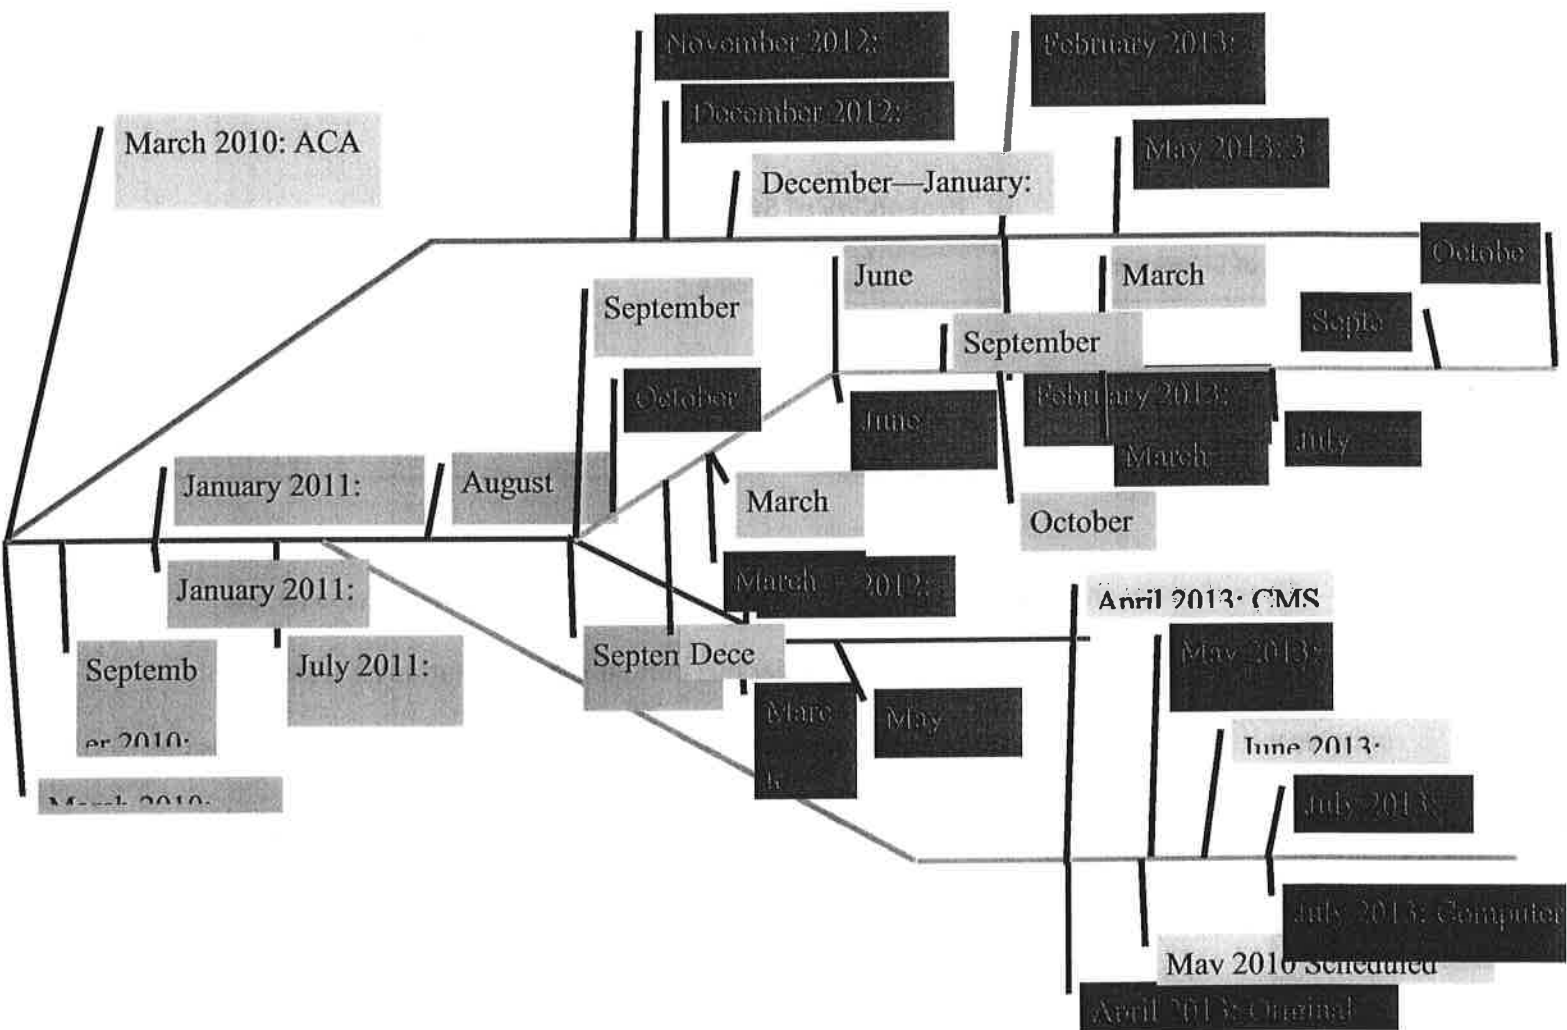 November 2012:
February 2013:
December 2012:
March 2010: ACA
May 2013: 3
December—January:
Octobe
June
March
September
Septe
September
October
February 2013:
June
July
March
January 2011:
August
March
October
March 2012:
January 2011:
April 2013: CMS
Septemb
er 2010:
July 2011:
Septen
Dece
May 2013:
Marc
h
May
June 2013:
March 2010:
July 2013:
July 2013: Computer
May 2010 Scheduled
April 2013: Original